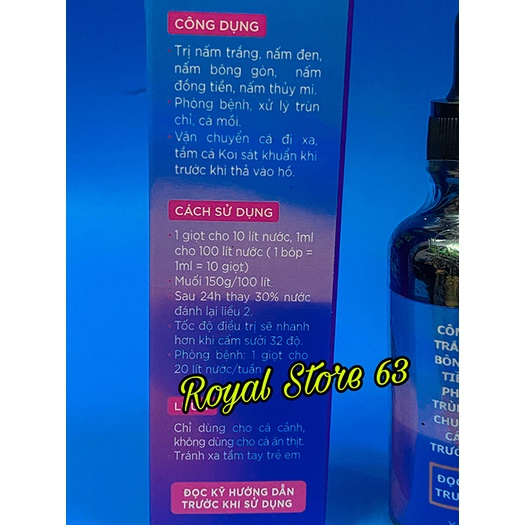 CÔNG DỤNG
· Trị nấm trắng, nấm đen,
nấm bông gòn, nấm
đồng tiền, nấm thủy mi.
· Phòng bệnh, xử lý trùn
chỉ, cá mồi.
· Vận chuyển cá đi xa,
tắm cá Koi sát khuẩn khi
trước khi thả vào hồ.
CÁCH SỬ DỤNG
· 1 giọt cho 10 lít nước, 1ml
cho 100 lít nước ( 1 bóp =
1ml = 10 giọt)
· Muối 150g/100 lít.
Sau 24h thay 30% nước
đánh lại liều 2.
· Tốc độ điều trị sẽ nhanh
hơn khi cắm sưởi 32 độ.
· Phòng bệnh: 1 giọt cho
20 lít nước/tuần
Royal Store 63
Chỉ dùng cho cá cảnh,
không dùng cho cá ăn thịt.
Tránh xa tầm tay trẻ em
ĐỌC KỸ HƯỚNG DẪN
TRƯỚC KHI SỬ DỤNG
CÔN
TRẮ
BÔN
TIỀ
PH
TRÙN
CHU
CÁ
TRƯỚ
ĐỌC
TRƯ